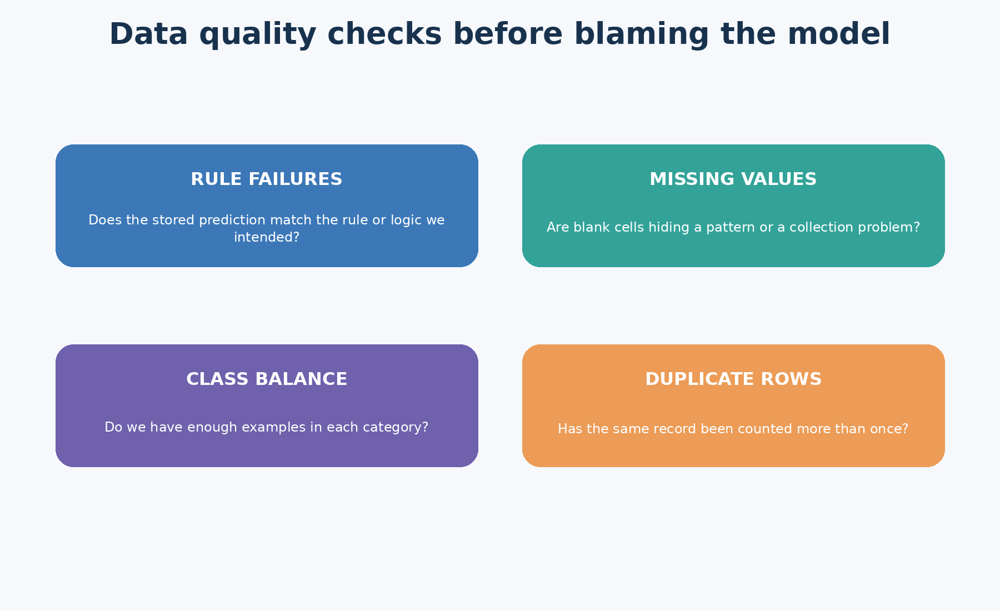 Data quality checks before blaming the model
RULE FAILURES
Does the stored prediction match the rule or logic we
intended?
MISSING VALUES
Are blank cells hiding a pattern or a collection problem?
CLASS BALANCE
Do we have enough examples in each category?
DUPLICATE ROWS
Has the same record been counted more than once?